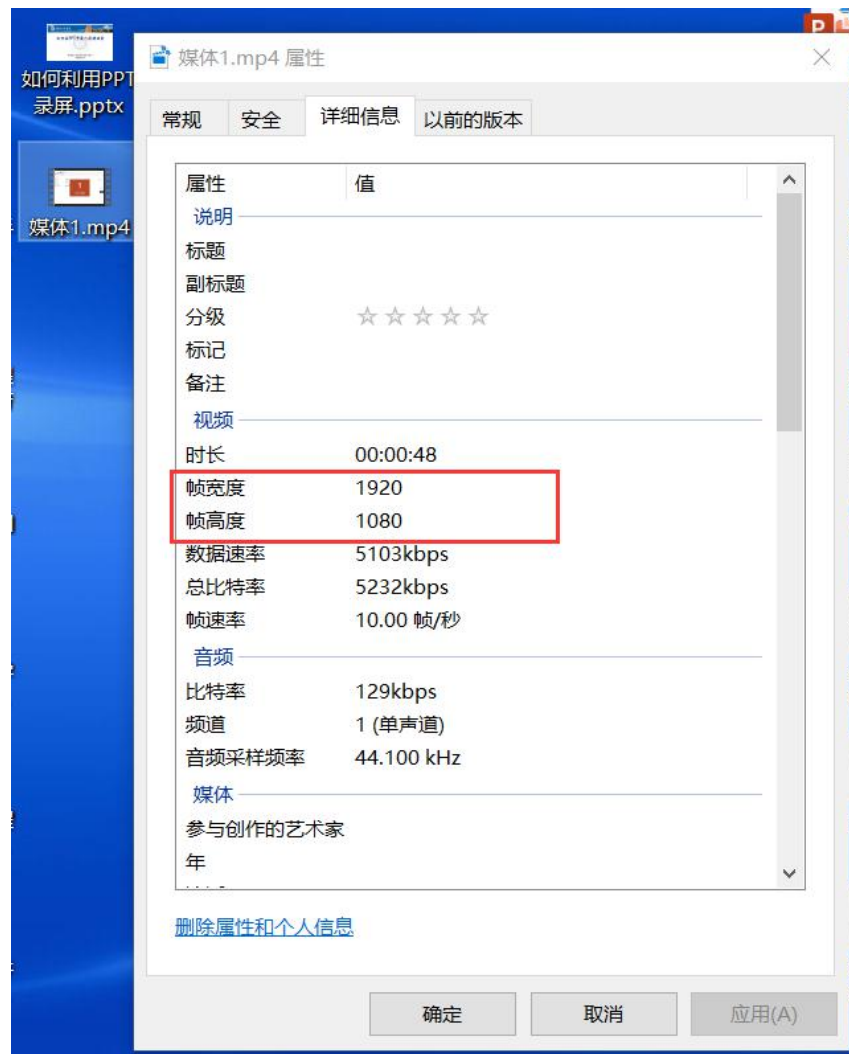 如何利用PPT
录屏.pptx
媒体1.mp4
媒体1.mp4 属性
常规 安全 详细信息 以前的版本
属性 值
说明
标题
副标题
分级 ☆☆☆☆☆
标记
备注
视频
时长 00:00:48
帧宽度 1920
帧高度 1080
数据速率 5103kbps
总比特率 5232kbps
帧速率 10.00 帧/秒
音频
比特率 129kbps
频道 1 (单声道)
音频采样频率 44.100 kHz
媒体
参与创作的艺术家
年
删除属性和个人信息
确定 取消 应用(A)